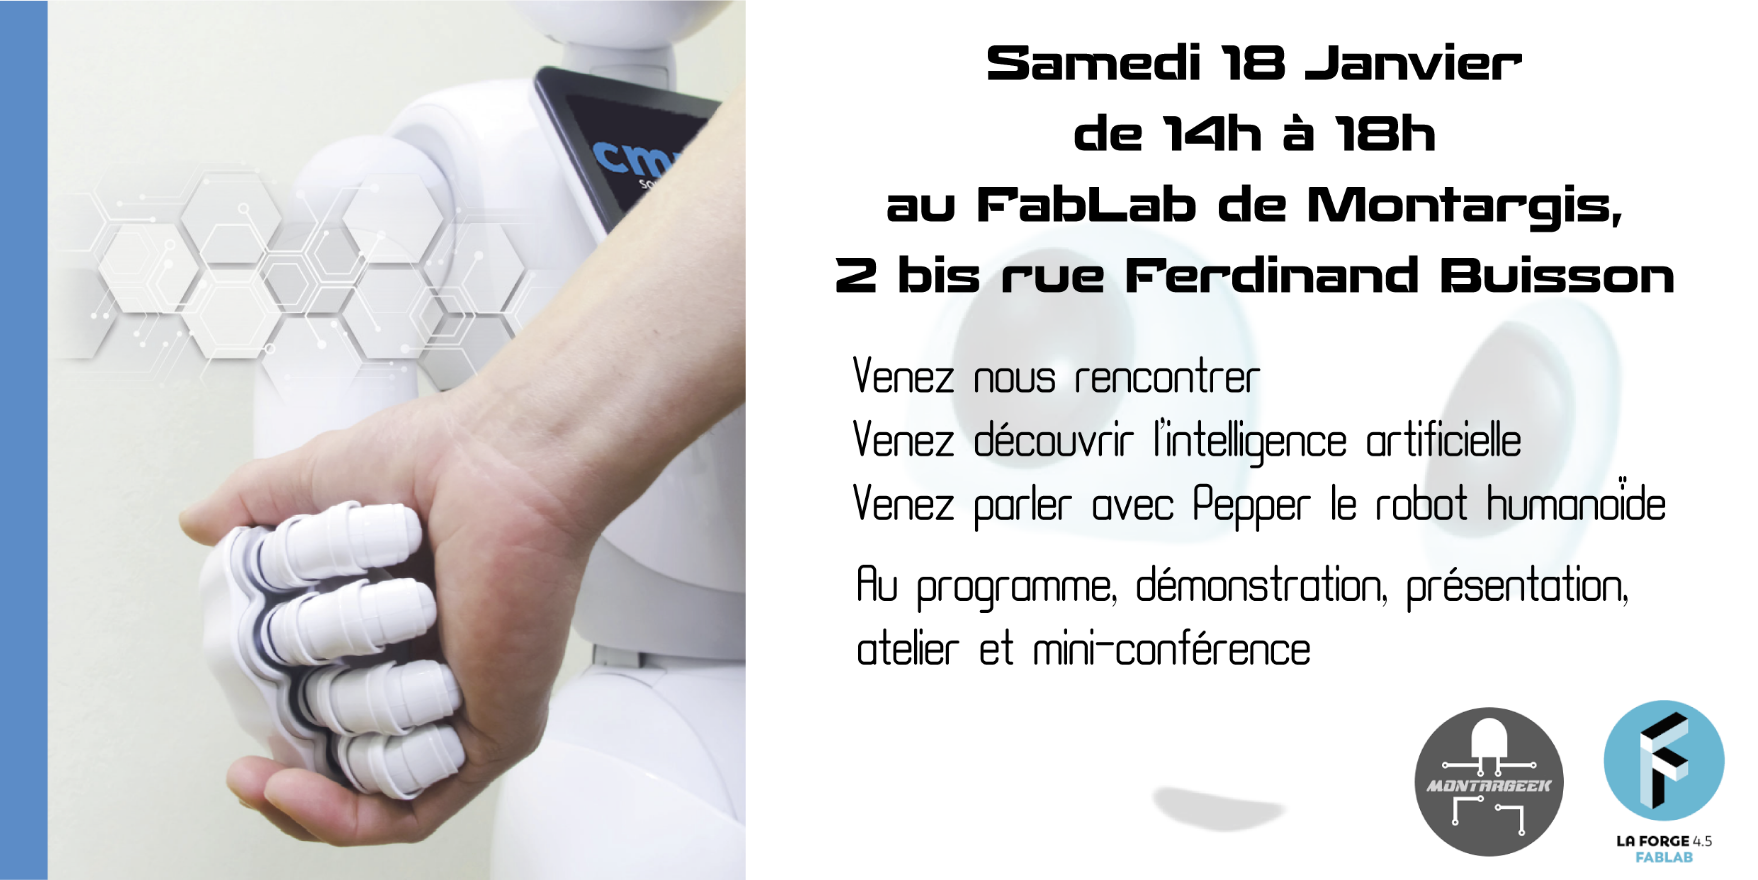 Samedi 18 Janvier
de 14h à 18h
au FabLab de Montargis,
2 bis rue Ferdinand Buisson
Venez nous rencontrer
Venez découvrir l'intelligence artificielle
Venez parler avec Pepper le robot humanoïde
Au programme, démonstration, présentation,
atelier et mini-conférence
MONTARGEEK
LA FORGE 4.5
FABLAB